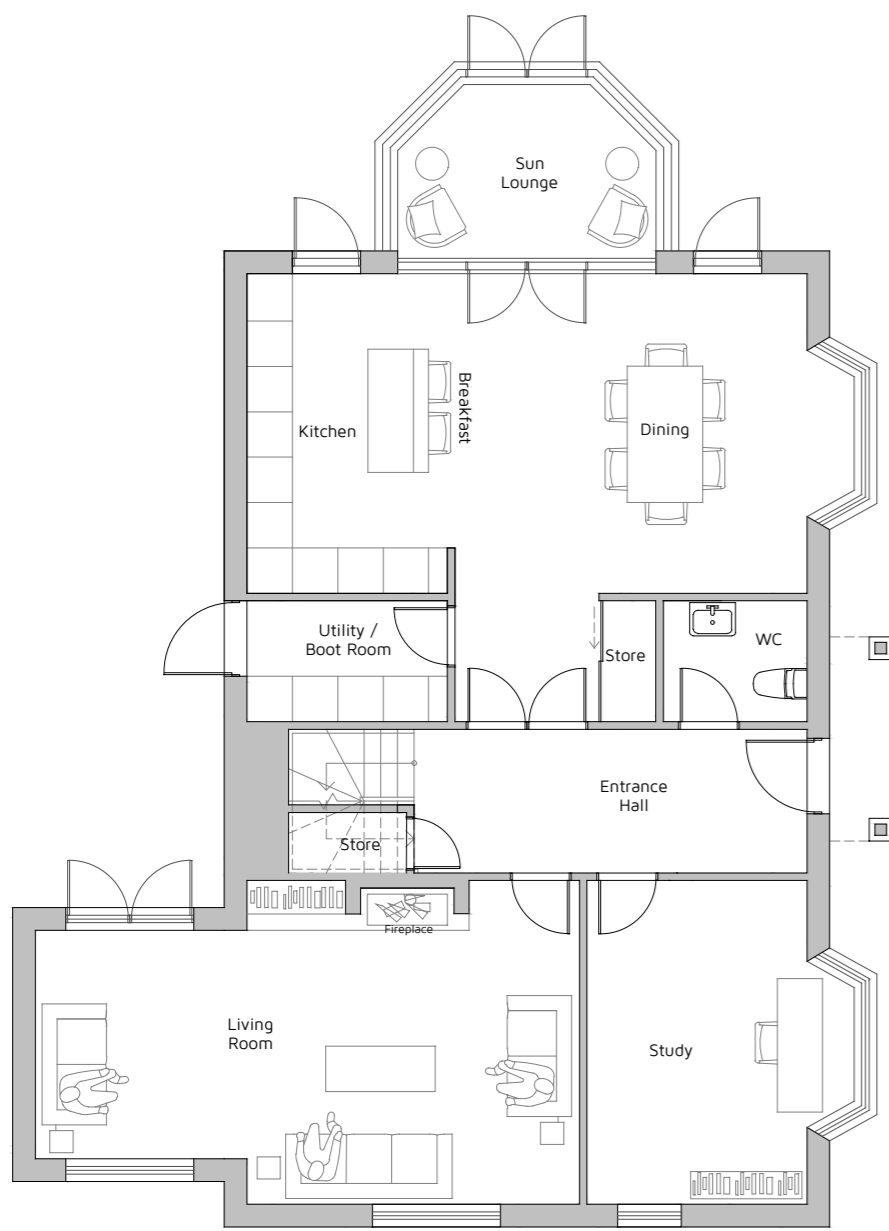 Sun
Lounge
Kitchen
Breakfast
Dining
Utility /
Boot Room
Store
WC
Entrance
Hall
Store
Fireplace
Living
Room
Study